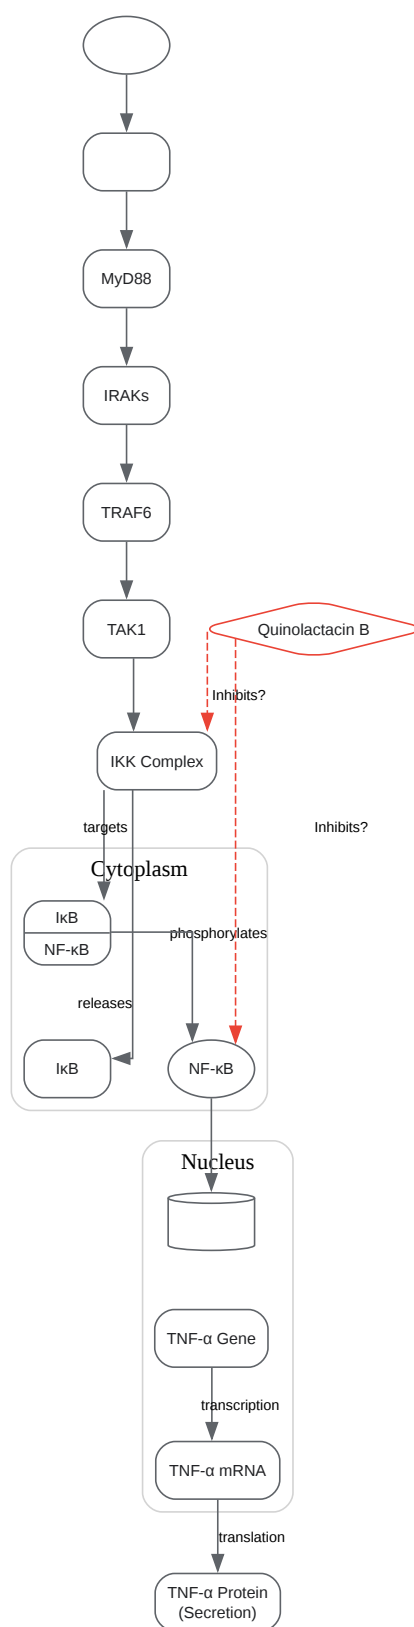 MyD88
IRAKs
TRAF6
TAK1
Quinolactacin B
Inhibits?
IKK Complex
targets
Inhibits?
Cytoplasm
IκB
NF-κB
phosphorylates
releases
IκB
NF-κB
Nucleus
TNF-α Gene
transcription
TNF-α mRNA
translation
TNF-α Protein
(Secretion)